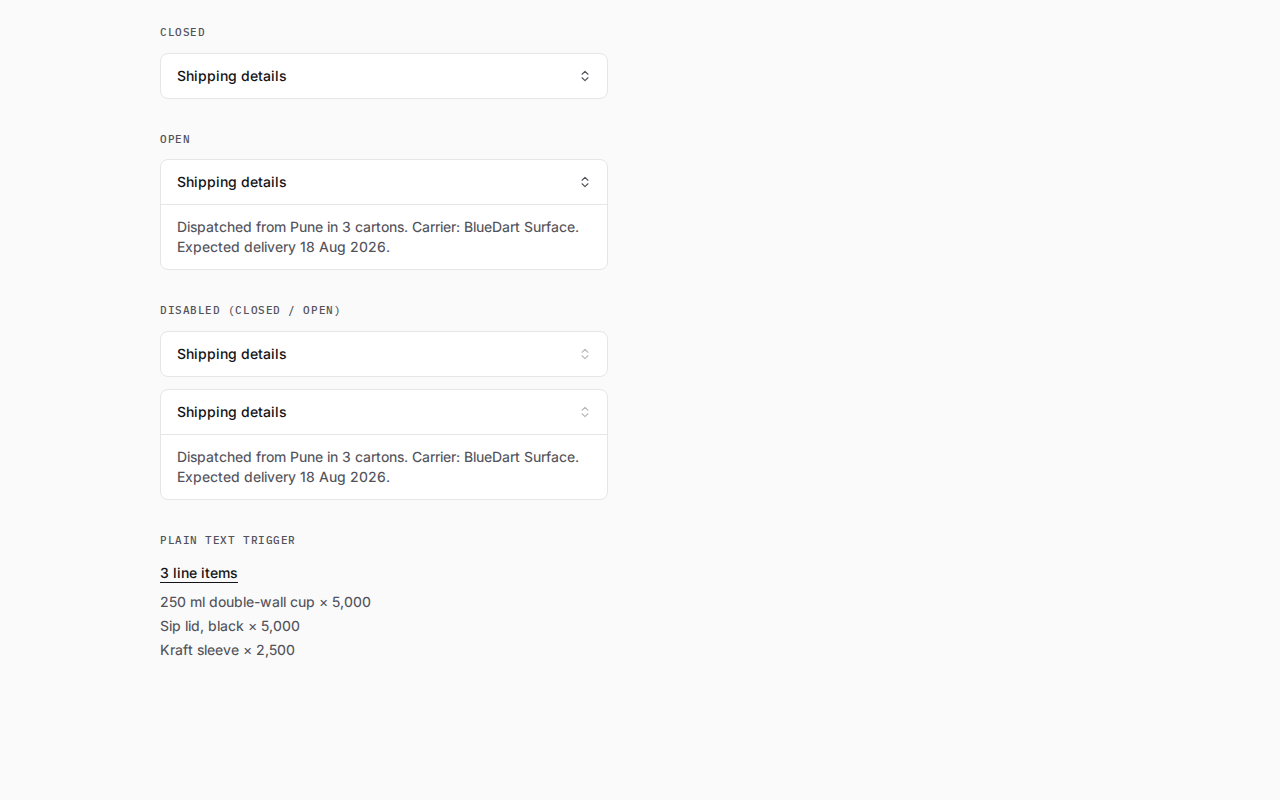 CLOSED
Shipping details
OPEN
Shipping details
Dispatched from Pune in 3 cartons. Carrier: BlueDart Surface.
Expected delivery 18 Aug 2026.
DISABLED (CLOSED / OPEN)
Shipping details
Shipping details
Dispatched from Pune in 3 cartons. Carrier: BlueDart Surface.
Expected delivery 18 Aug 2026.
PLAIN TEXT TRIGGER
3 line items
250 ml double-wall cup × 5,000
Sip lid, black × 5,000
Kraft sleeve × 2,500